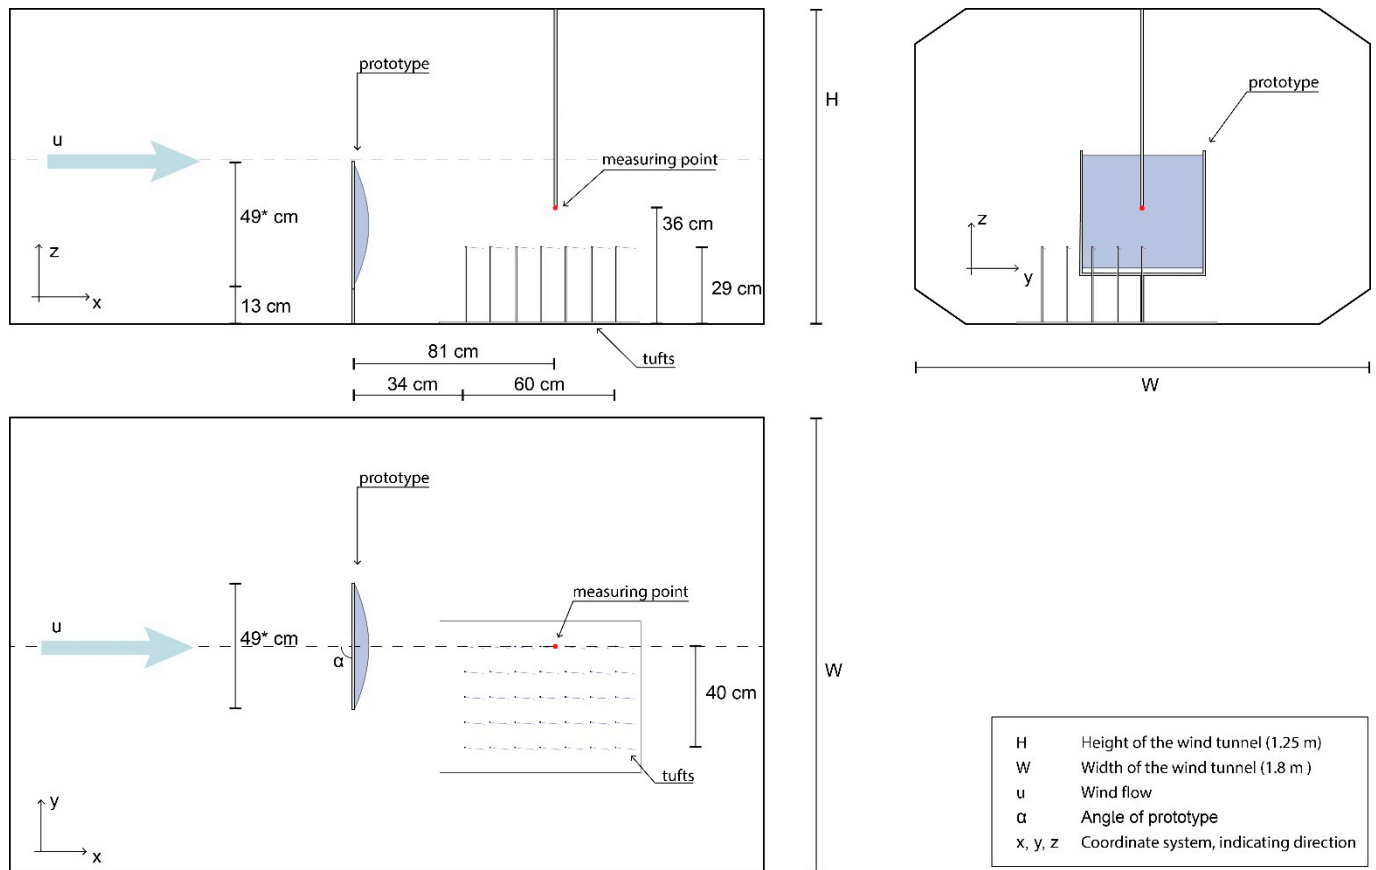 prototype
u
measuring point
49* cm
36 cm
z
x
13 cm
29 cm
81 cm
tufts
34 cm
60 cm
H
prototype
z
y
W
prototype
measuring point
u
49* cm
α
40 cm
tufts
y
x
W
H Height of the wind tunnel (1.25 m)
W Width of the wind tunnel (1.8 m )
u Wind flow
α Angle of prototype
x, y, z Coordinate system, indicating direction